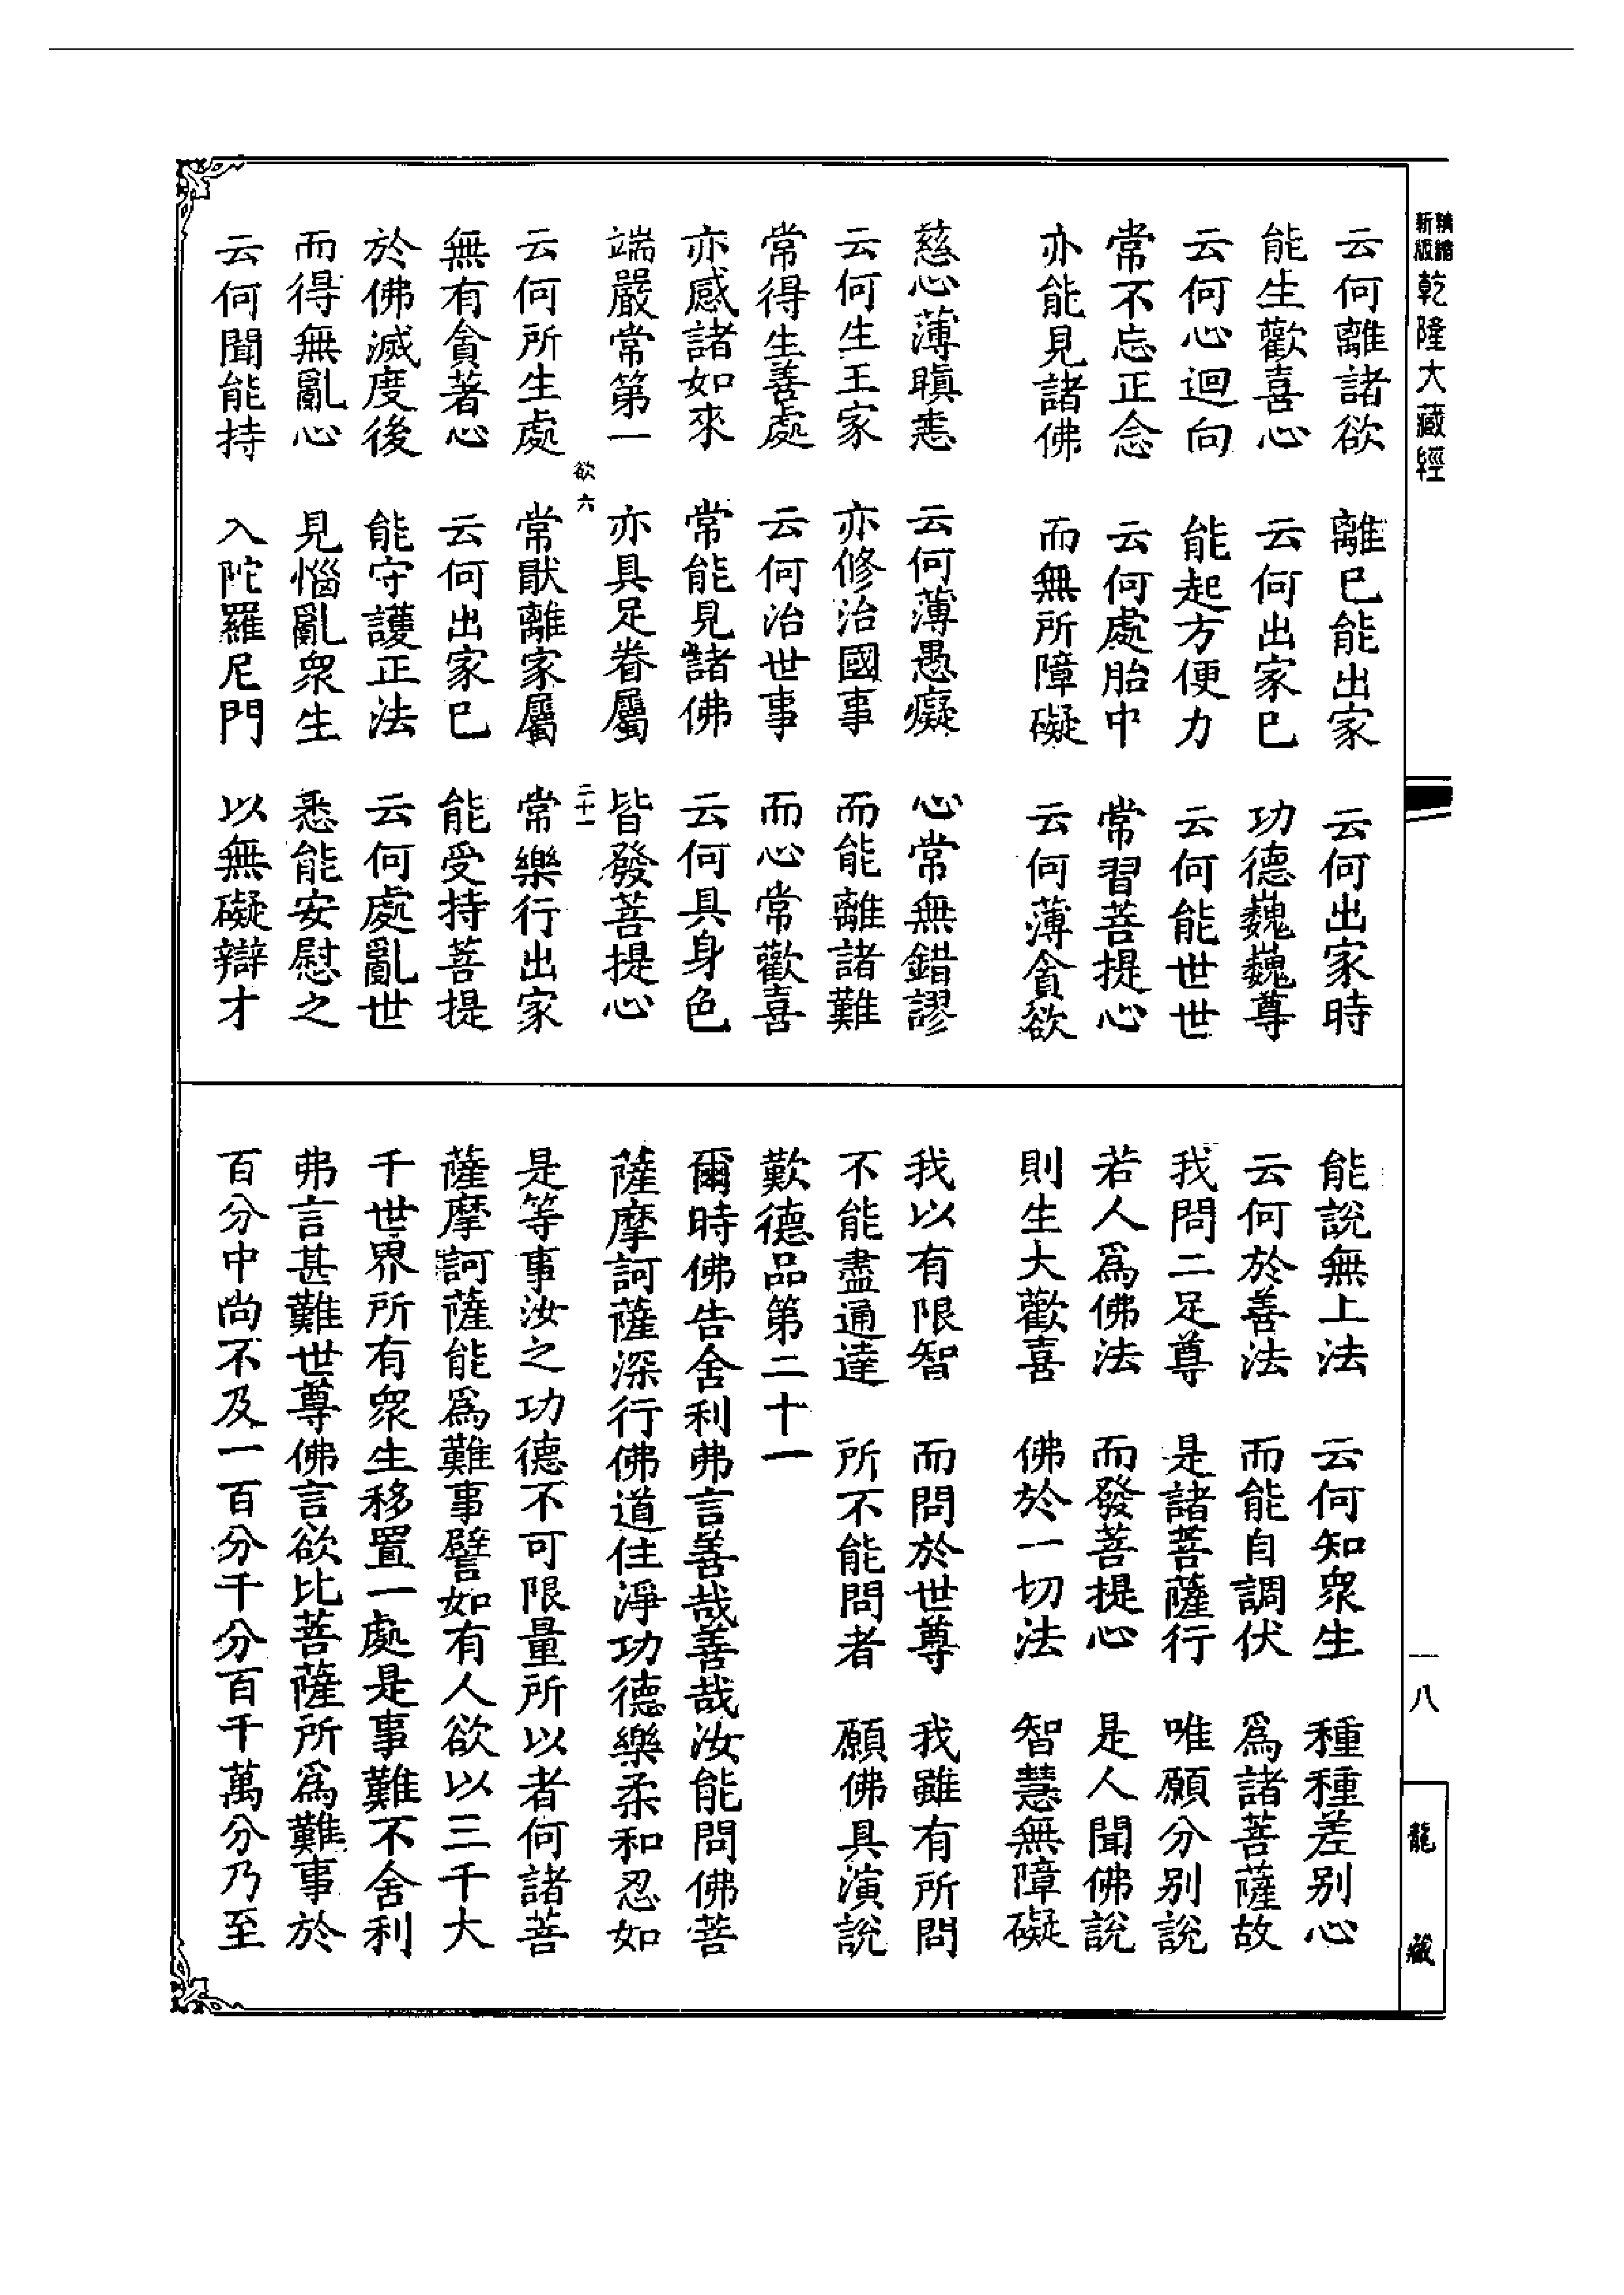 新版精縮乾隆大藏經
云何離諸欲　離已能出家　云何出家時
能生歡喜心　云何出家已　功德巍巍尊
云何心迴向　能起方便力　云何能世世
常不忘正念　云何處胎中　常習菩提心
亦能見諸佛　而無所障礙　云何薄貪欲
慈心薄瞋恚　云何薄愚癡　心常無錯謬
云何生王家　亦修治國事　而能離諸難
常得生善處　云何治世事　而心常歡喜
亦感諸如來　常能見諸佛　云何具身色
端嚴常第一　亦具足眷屬　皆發菩提心
欲六　二十一
云何所生處　常猒離家屬　常樂行出家
無有貪著心　云何出家已　能受持菩提
於佛滅度後　能守護正法　云何處亂世
而得無亂心　見惱亂眾生　悉能安慰之
云何聞能持　入陀羅尼門　以無礙辯才
能說無上法　云何知眾生　種種差别心
云何於善法　而能自調伏　爲諸菩薩故
我問二足尊　是諸菩薩行　唯願分别說
若人爲佛法　而發菩提心　是人聞佛說
則生大歡喜　佛於一切法　智慧無障礙
我以有限智　而問於世尊　我雖有所問
不能盡通達　所不能問者　願佛具演說
歎德品第二十一
爾時佛告舍利弗言善哉善哉汝能問佛菩
薩摩訶薩深行佛道住淨功德樂柔和忍如
是等事汝之功德不可限量所以者何諸菩
薩摩訶薩能爲難事譬如有人欲以三千大
千世界所有眾生移置一處是事難不舍利
弗言甚難世尊佛言欲比菩薩所爲難事於
百分中尚不及一百分千分百千萬分乃至
一八
龍藏